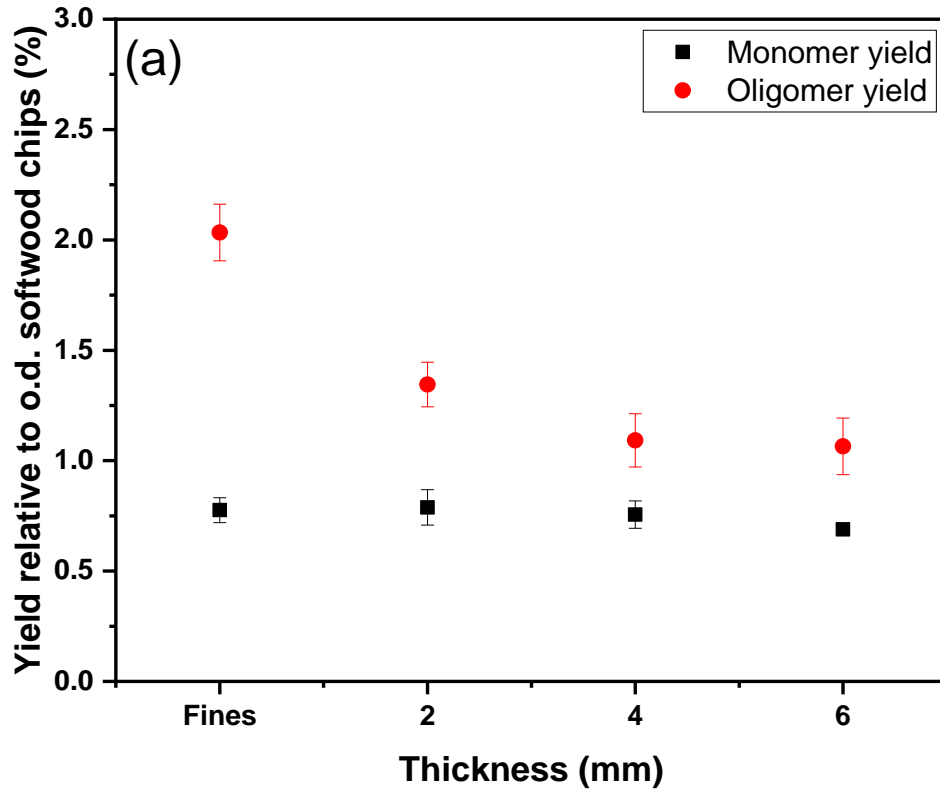 (a)
Monomer yield
Oligomer yield
Yield relative to o.d. softwood chips (%)
3.0
2.5
2.0
1.5
1.0
0.5
0.0
Fines 2 4 6
Thickness (mm)